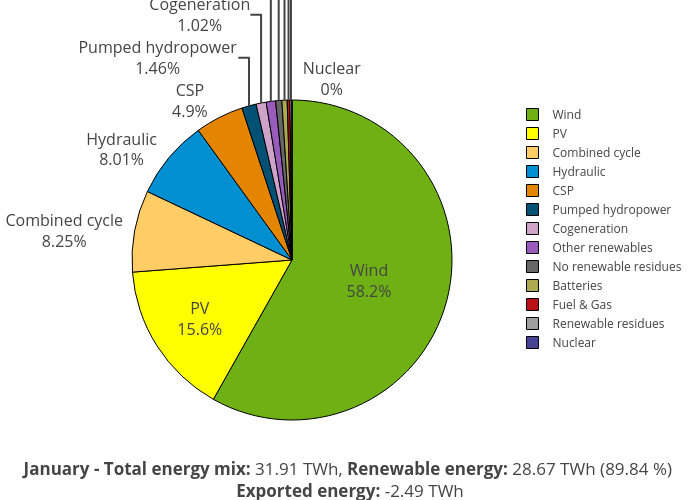 Cogeneration
1.02%
Pumped hydropower
1.46%
CSP
4.9%
Hydraulic
8.01%
Combined cycle
8.25%
Nuclear
0%
Wind
58.2%
PV
15.6%
Wind
PV
Combined cycle
Hydraulic
CSP
Pumped hydropower
Cogeneration
Other renewables
No renewable residues
Batteries
Fuel & Gas
Renewable residues
Nuclear
January - Total energy mix: 31.91 TWh, Renewable energy: 28.67 TWh (89.84 %)
Exported energy: -2.49 TWh